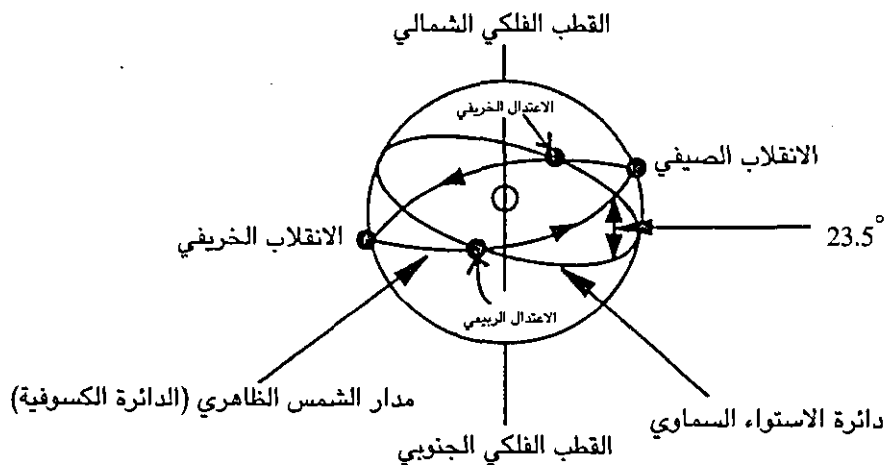 القطب الفلكي الشمالي
الاعتدال الخريفي
الانقلاب الصيفي
23.5°
الانقلاب الخريفي
الاعتدال الربيعي
مدار الشمس الظاهري (الدائرة الكسوفية)
دائرة الاستواء السماوي
القطب الفلكي الجنوبي